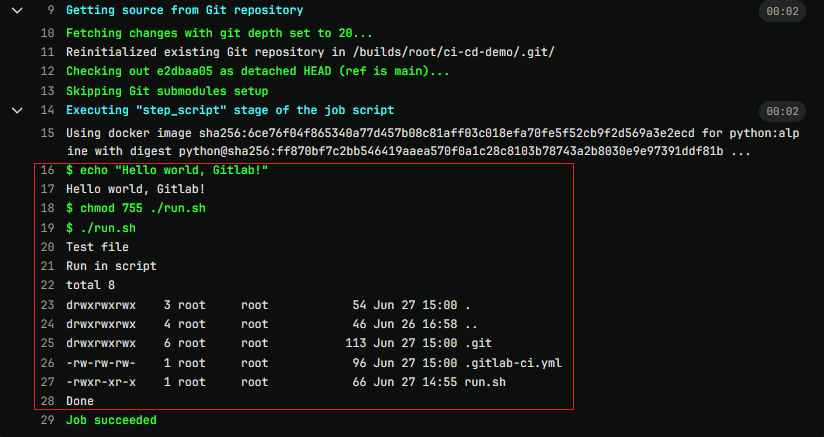 9 Getting source from Git repository 00:02
10 Fetching changes with git depth set to 20...
11 Reinitialized existing Git repository in /builds/root/ci-cd-demo/.git/
12 Checking out e2dbaa05 as detached HEAD (ref is main)...
13 Skipping Git submodules setup
14 Executing "step_script" stage of the job script 00:02
15 Using docker image sha256:6ce76f04f865340a77d457b08c81aff03c018efa70fe5f52cb9f2d569a3e2ecd for python:alp
ine with digest python@sha256:ff870bf7c2bb546419aaea570f0a1c28c8103b78743a2b8030e9e97391ddf81b ...
16 $ echo "Hello world, Gitlab!"
17 Hello world, Gitlab!
18 $ chmod 755 ./run.sh
19 $ ./run.sh
20 Test file
21 Run in script
22 total 8
23 drwxrwxrwx 3 root root 54 Jun 27 15:00 .
24 drwxrwxrwx 4 root root 46 Jun 26 16:58 ..
25 drwxrwxrwx 6 root root 113 Jun 27 15:00 .git
26 -rw-rw-rw- 1 root root 96 Jun 27 15:00 .gitlab-ci.yml
27 -rwxr-xr-x 1 root root 66 Jun 27 14:55 run.sh
28 Done
29 Job succeeded